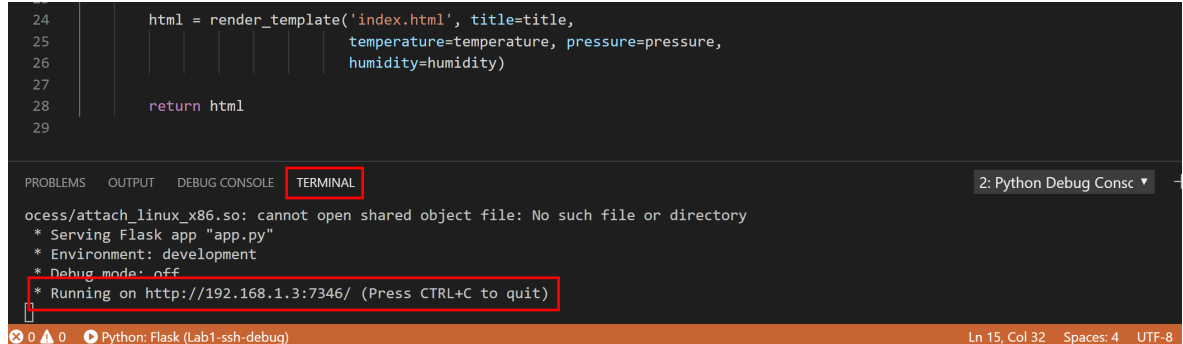 24 html = render_template('index.html', title=title,
25 temperature=temperature, pressure=pressure,
26 humidity=humidity)
27
28 return html
29
PROBLEMS OUTPUT DEBUG CONSOLE TERMINAL 2: Python Debug Consc
ocess/attach_linux_x86.so: cannot open shared object file: No such file or directory
* Serving Flask app "app.py"
* Environment: development
* Debug mode: off
* Running on http://192.168.1.3:7346/ (Press CTRL+C to quit)
0 0 Python: Flask (Lab1-ssh-debug) Ln 15, Col 32 Spaces: 4 UTF-8